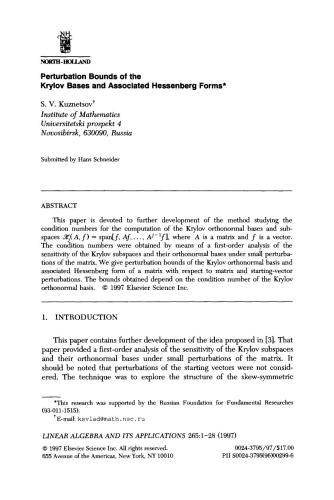 NH
NORTH-HOLLAND
Perturbation Bounds of the
Krylov Bases and Associated Hessenberg Forms*
S. V. Kuznetsov†
Institute of Mathematics
Universitetski prospekt 4
Novosibirsk, 630090, Russia
Submitted by Hans Schneider
ABSTRACT
This paper is devoted to further development of the method studying the
condition numbers for the computation of the Krylov orthonormal bases and sub-
spaces 𝒦ⱼ(A, f) = span[f, Af, ..., Aʲ⁻¹f], where A is a matrix and f is a vector.
The condition numbers were obtained by means of a first-order analysis of the
sensitivity of the Krylov subspaces and their orthonormal bases under small perturba-
tions of the matrix. We give perturbation bounds of the Krylov orthonormal basis and
associated Hessenberg form of a matrix with respect to matrix and starting-vector
perturbations. The bounds obtained depend on the condition number of the Krylov
orthonormal basis. © 1997 Elsevier Science Inc.
1. INTRODUCTION
This paper contains further development of the idea proposed in [3]. That
paper provided a first-order analysis of the sensitivity of the Krylov subspaces
and their orthonormal bases under small perturbations of the matrix. It
should be noted that perturbations of the starting vectors were not consid-
ered. The technique was to explore the structure of the skew-symmetric
*This research was supported by the Russian Foundation for Fundamental Researches
(93-011-1515).
†E-mail: ksvlad@math.nsc.ru
LINEAR ALGEBRA AND ITS APPLICATIONS 265:1–28 (1997)
© 1997 Elsevier Science Inc. All rights reserved. 0024-3795/97/$17.00
655 Avenue of the Americas, New York, NY 10010 PII S0024-3795(96)00299-6